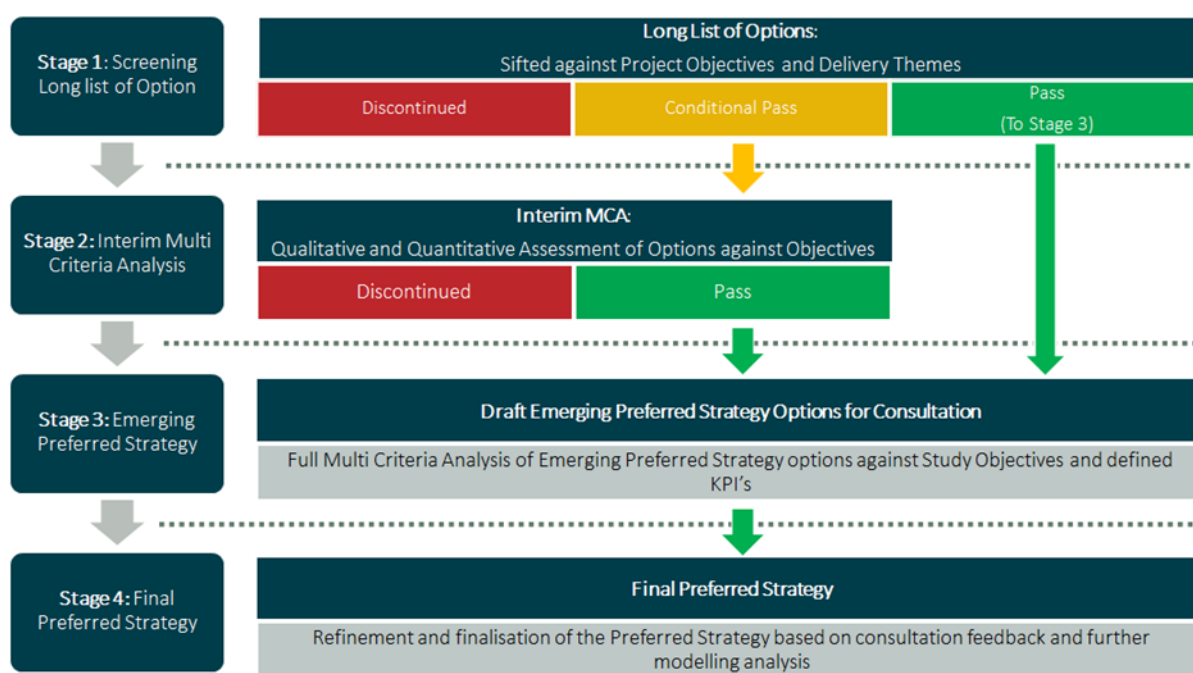 Stage 1: Screening
Long list of Option
Long List of Options:
Sifted against Project Objectives and Delivery Themes
Discontinued
Conditional Pass
Pass
(To Stage 3)
Stage 2: Interim Multi
Criteria Analysis
Interim MCA:
Qualitative and Quantitative Assessment of Options against Objectives
Discontinued
Pass
Stage 3: Emerging
Preferred Strategy
Draft Emerging Preferred Strategy Options for Consultation
Full Multi Criteria Analysis of Emerging Preferred Strategy options against Study Objectives and defined
KPI's
Stage 4: Final
Preferred Strategy
Final Preferred Strategy
Refinement and finalisation of the Preferred Strategy based on consultation feedback and further
modelling analysis